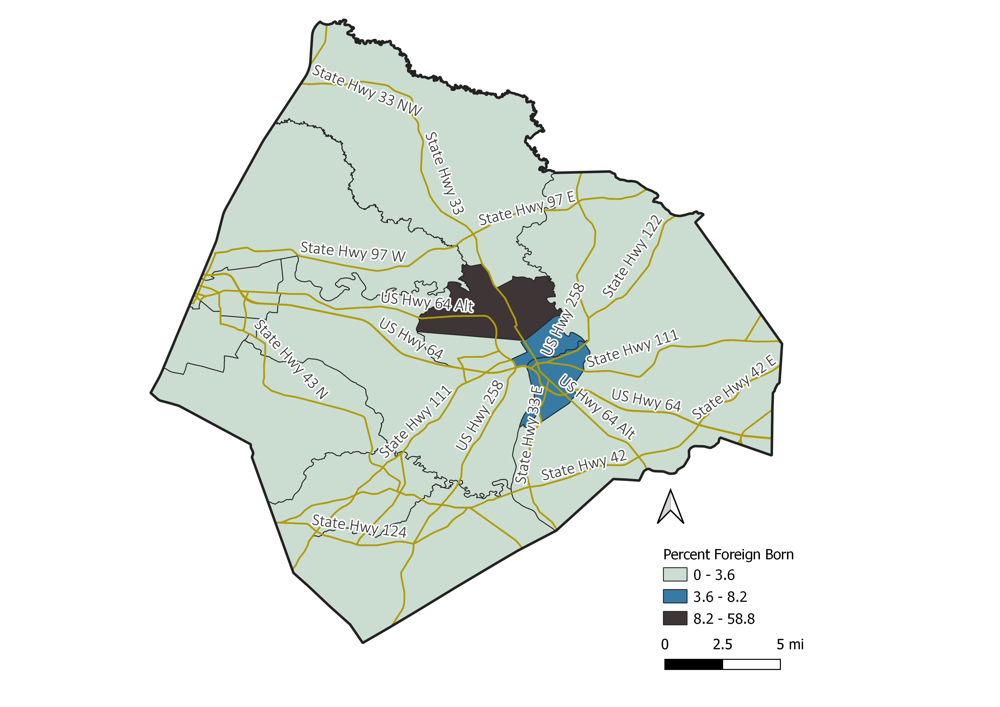 State Hwy 33 NW
State Hwy 33
State Hwy 97 E
State Hwy 122
State Hwy 97 W
US Hwy 258
US Hwy 64 Alt
US Hwy 64
State Hwy 43 N
State Hwy 111
State Hwy 42 E
US Hwy 64
US Hwy 64 Alt
State Hwy 111
US Hwy 258
State Hwy 33 E
State Hwy 42
State Hwy 124
Percent Foreign Born
0 - 3.6
3.6 - 8.2
8.2 - 58.8
0 2.5 5 mi